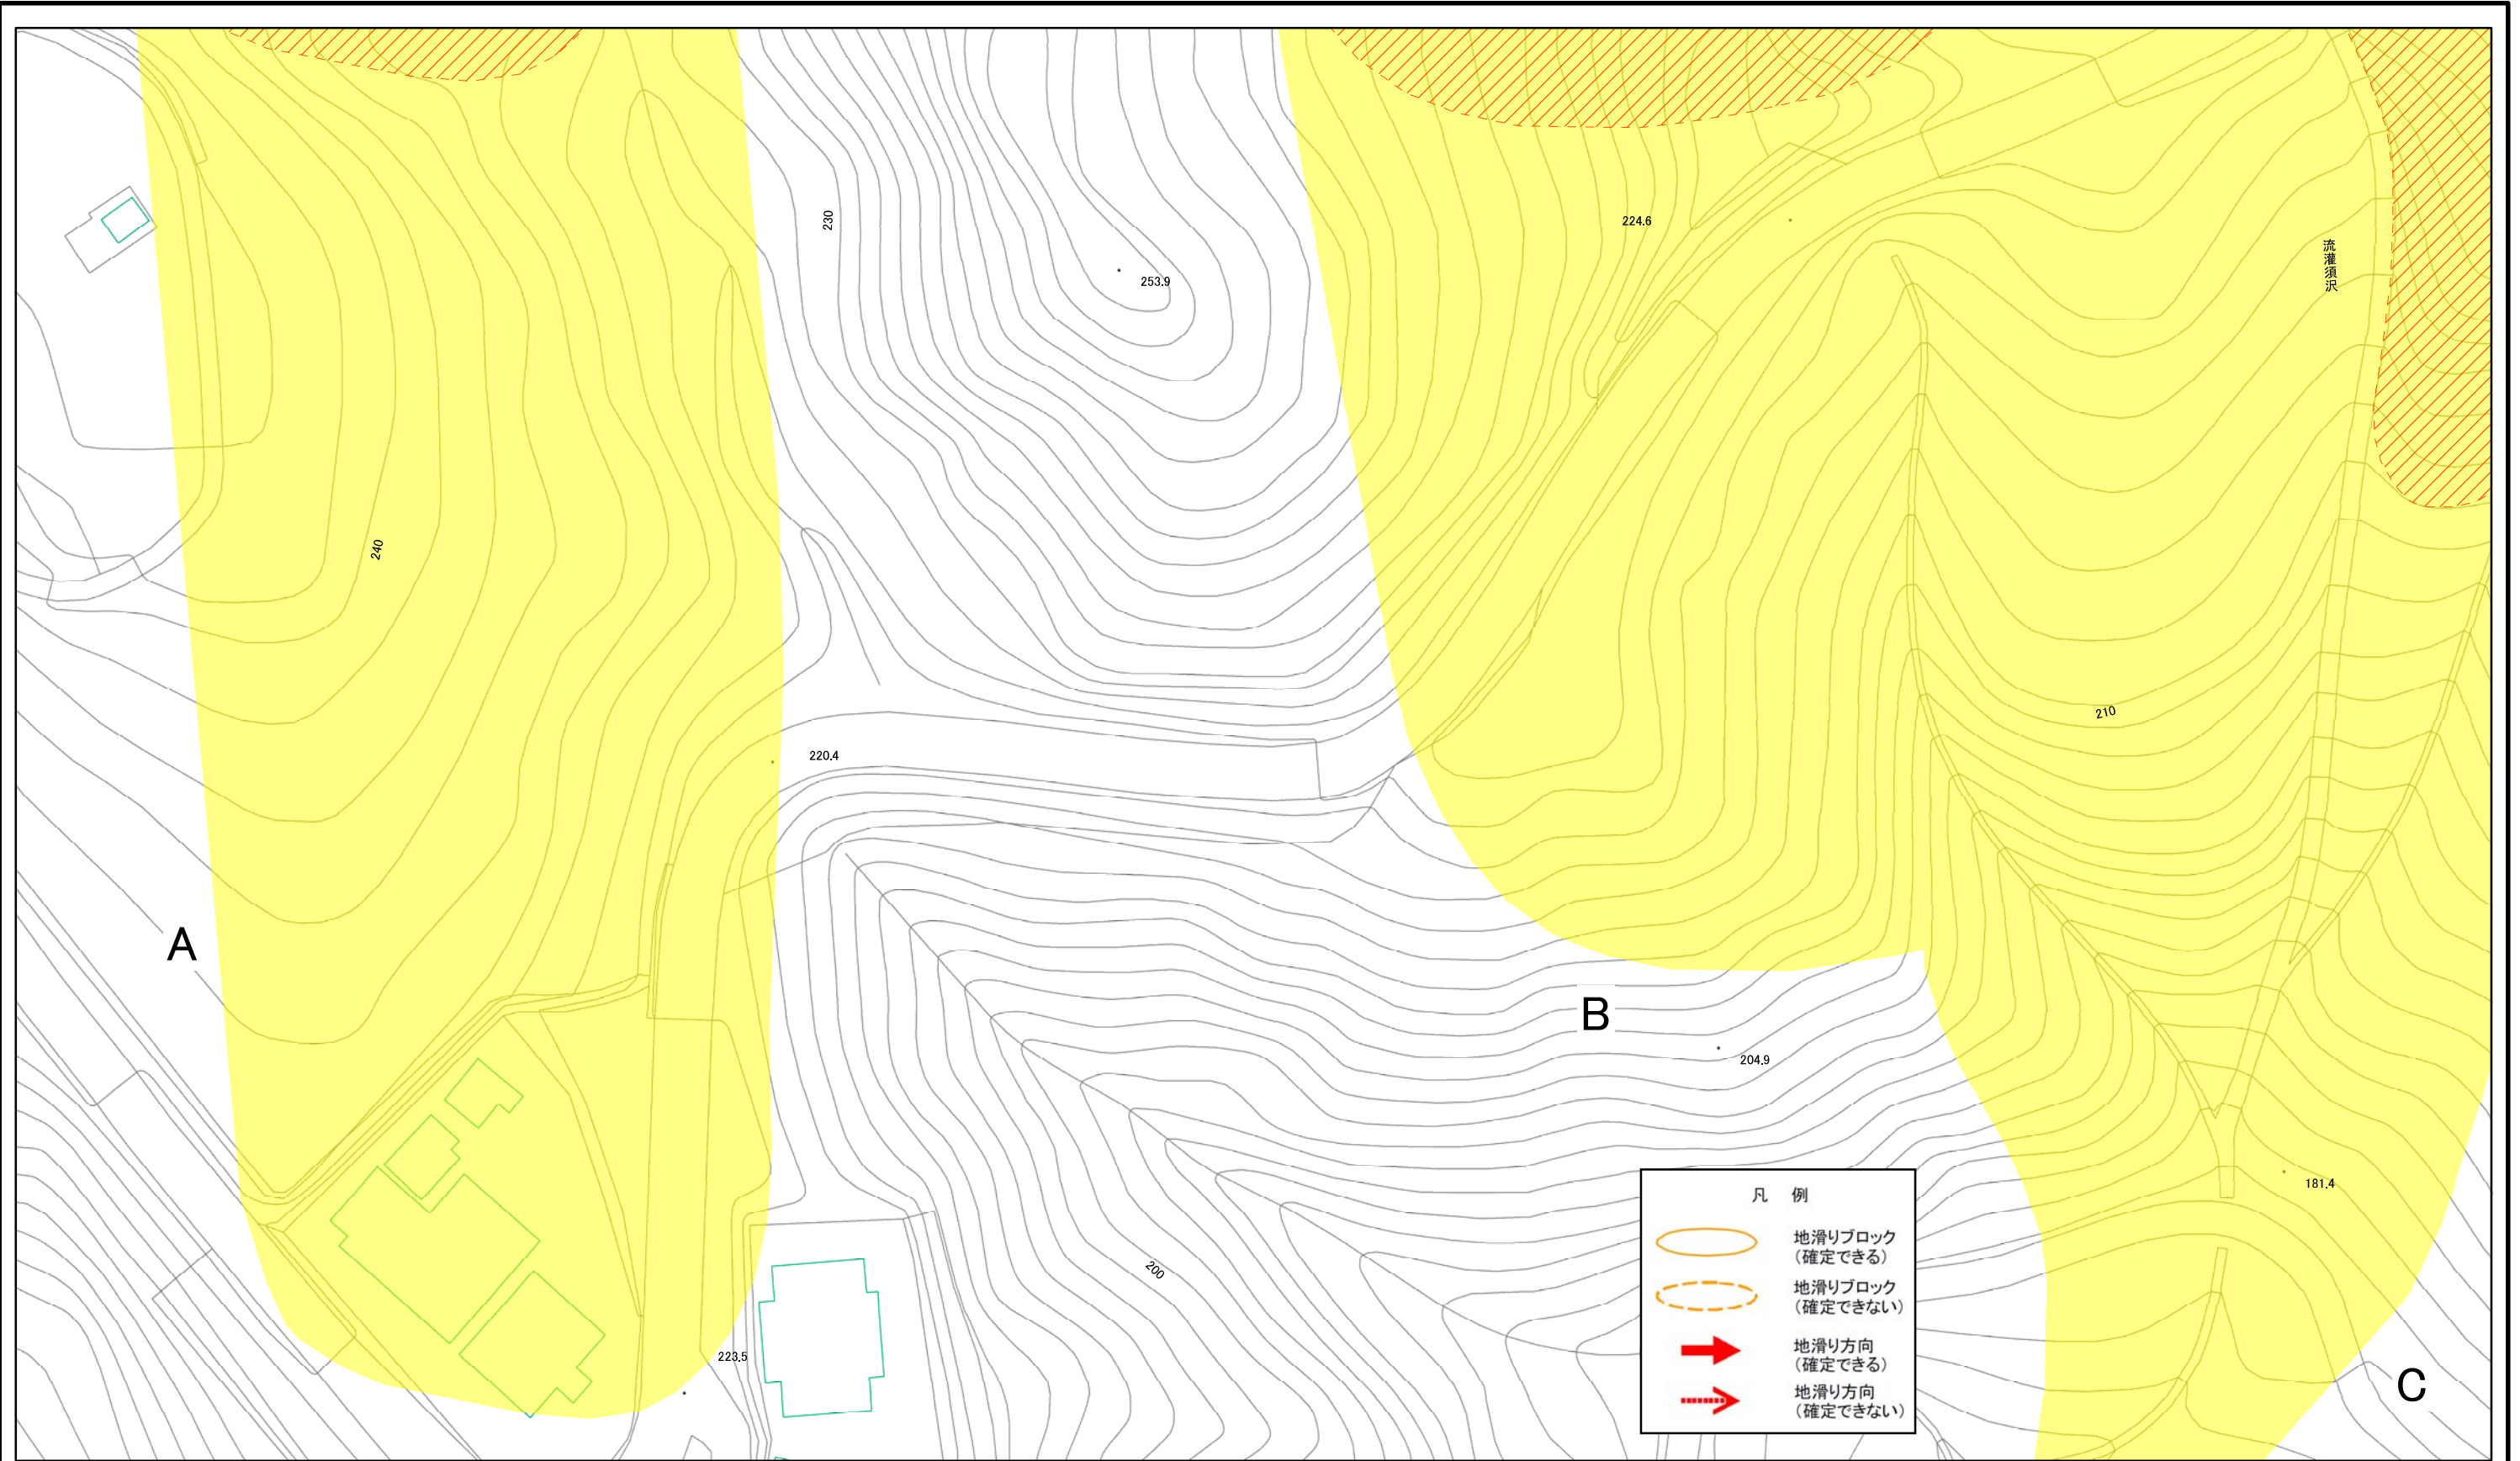 230
224.6
流灌須沢
253.9
240
210
220.4
A
B
204.9
181.4
200
223.5
C
凡 例
地滑りブロック
（確定できる）
地滑りブロック
（確定できない）
地滑り方向
（確定できる）
地滑り方向
（確定できない）